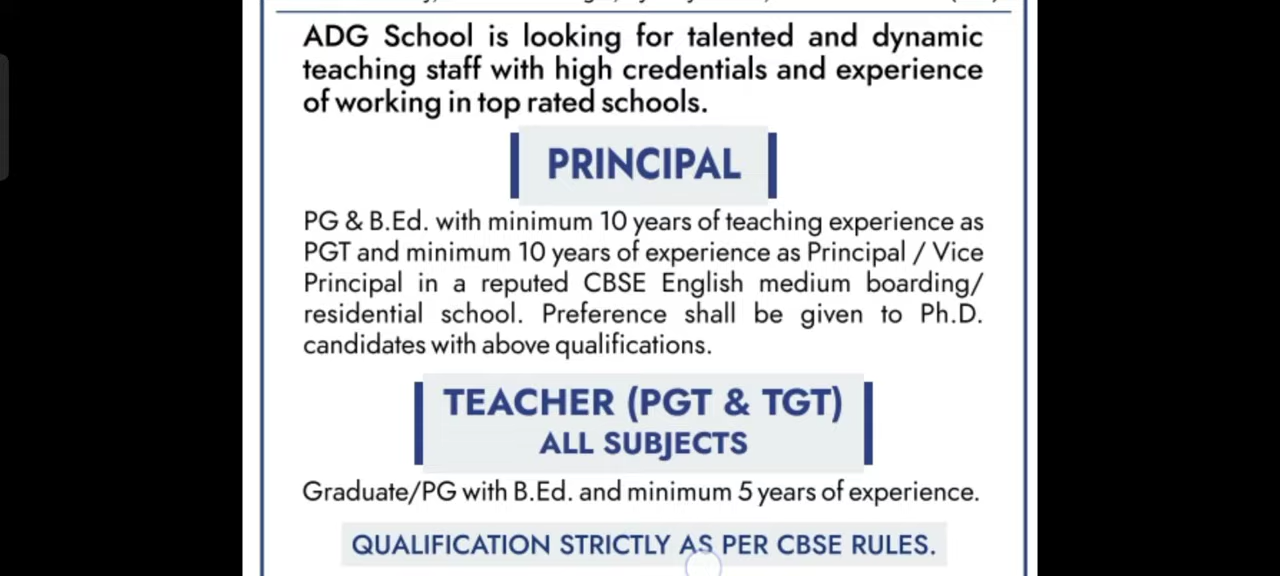 ADG School is looking for talented and dynamic
teaching staff with high credentials and experience
of working in top rated schools.
PRINCIPAL
PG & B.Ed. with minimum 10 years of teaching experience as
PGT and minimum 10 years of experience as Principal / Vice
Principal in a reputed CBSE English medium boarding/
residential school. Preference shall be given to Ph.D.
candidates with above qualifications.
TEACHER (PGT & TGT)
ALL SUBJECTS
Graduate/PG with B.Ed. and minimum 5 years of experience.
QUALIFICATION STRICTLY AS PER CBSE RULES.